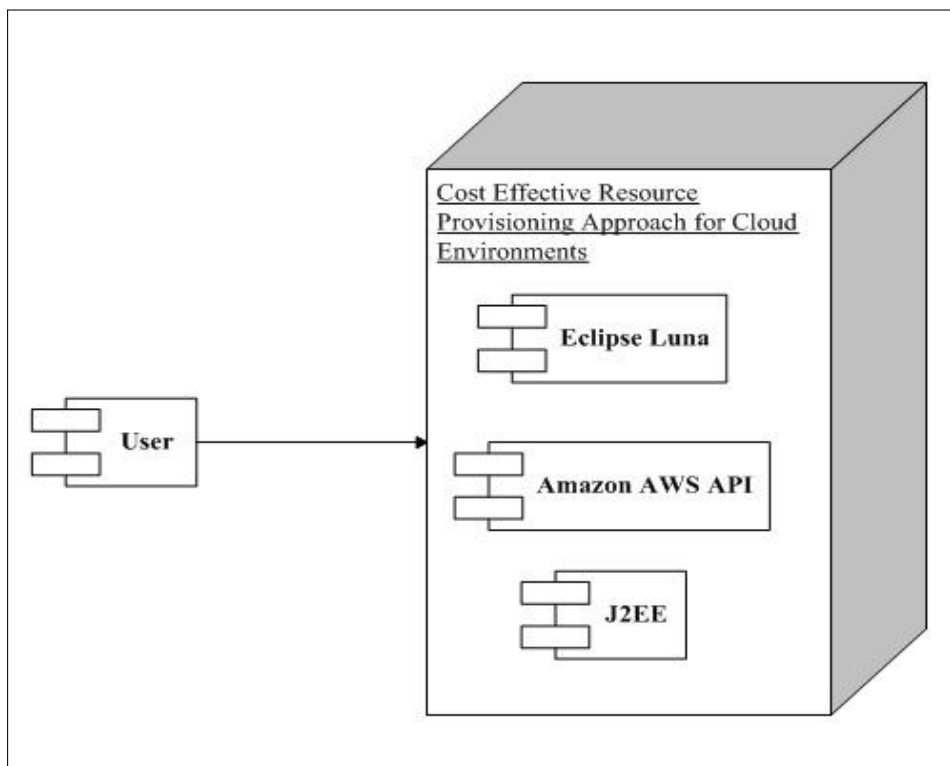 Cost Effective Resource
Provisioning Approach for Cloud
Environments
Eclipse Luna
User
Amazon AWS API
J2EE